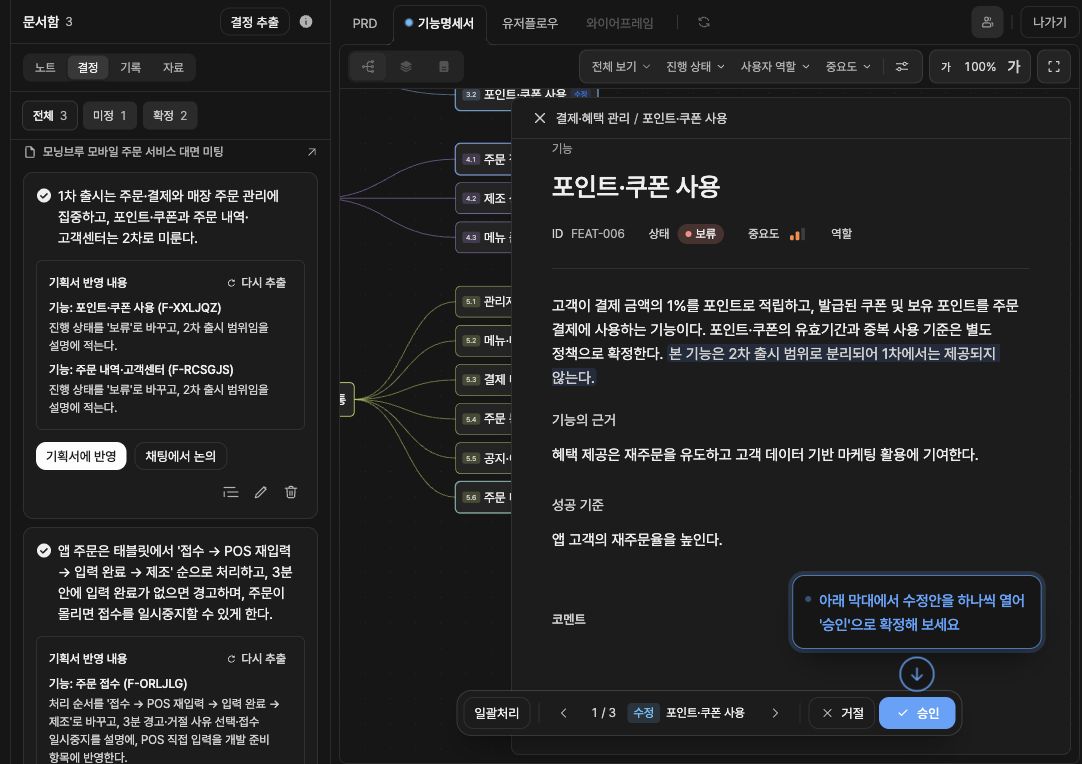 문서함 3
결정 추출
노트 결정 기록 자료
전체 3 미정 1 확정 2
모닝브루 모바일 주문 서비스 대면 미팅
1차 출시는 주문·결제와 매장 주문 관리에
집중하고, 포인트·쿠폰과 주문 내역·
고객센터는 2차로 미룬다.
기획서 반영 내용
다시 추출
기능: 포인트·쿠폰 사용 (F-XXLJQZ)
진행 상태를 '보류'로 바꾸고, 2차 출시 범위임을
설명에 적는다.
기능: 주문 내역·고객센터 (F-RCSGJS)
진행 상태를 '보류'로 바꾸고, 2차 출시 범위임을
설명에 적는다.
기획서에 반영
채팅에서 논의
앱 주문은 태블릿에서 '접수 → POS 재입력
→ 입력 완료 → 제조' 순으로 처리하고, 3분
안에 입력 완료가 없으면 경고하며, 주문이
몰리면 접수를 일시중지할 수 있게 한다.
기획서 반영 내용
다시 추출
기능: 주문 접수 (F-ORLJLG)
처리 순서를 '접수 → POS 재입력 → 입력 완료 →
제조'로 바꾸고, 3분 경고·거절 사유 선택·접수
일시중지를 설명에, POS 직접 입력을 개발 준비
항목에 반영한다.
PRD 기능명세서 유저플로우 와이어프레임
나가기
전체 보기 진행 상태 사용자 역할 중요도
가 100% 가
3.2 포인트·쿠폰 사용 수정
4.1 주문
4.2 제조
4.3 메뉴
통
5.1 관리자
5.2 메뉴·
5.3 결제
5.4 주문
5.5 공지·
5.6 주문
결제·혜택 관리 / 포인트·쿠폰 사용
기능
포인트·쿠폰 사용
ID FEAT-006 상태 보류 중요도 역할
고객이 결제 금액의 1%를 포인트로 적립하고, 발급된 쿠폰 및 보유 포인트를 주문
결제에 사용하는 기능이다. 포인트·쿠폰의 유효기간과 중복 사용 기준은 별도
정책으로 확정한다. 본 기능은 2차 출시 범위로 분리되어 1차에서는 제공되지
않는다.
기능의 근거
혜택 제공은 재주문을 유도하고 고객 데이터 기반 마케팅 활용에 기여한다.
성공 기준
앱 고객의 재주문율을 높인다.
코멘트
아래 막대에서 수정안을 하나씩 열어
'승인'으로 확정해 보세요
일괄처리
1 / 3 수정 포인트·쿠폰 사용
거절
승인